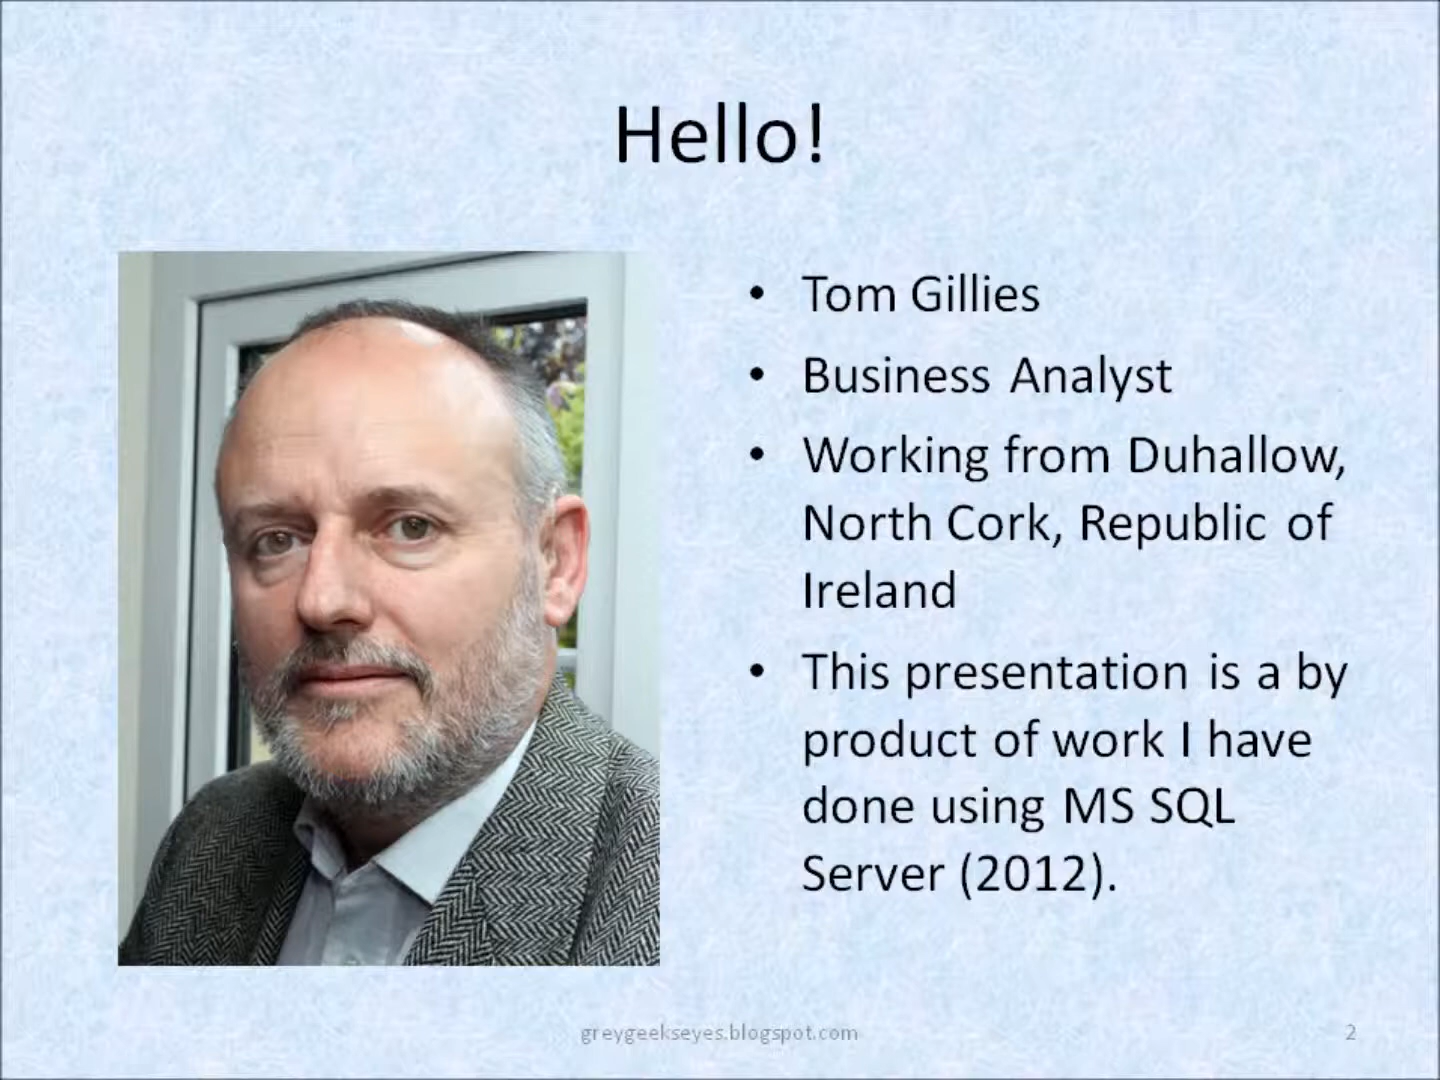 Hello!
• Tom Gillies
• Business Analyst
• Working from Duhallow,
North Cork, Republic of
Ireland
• This presentation is a by
product of work I have
done using MS SQL
Server (2012).
greygeekseyes.blogspot.com
2